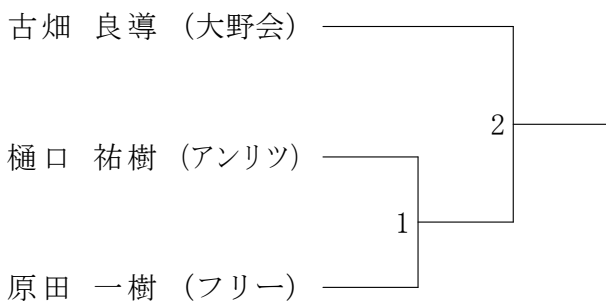 古畑 良導 (大野会)
2
樋口 祐樹 (アンリツ)
1
原田 一樹 (フリー)